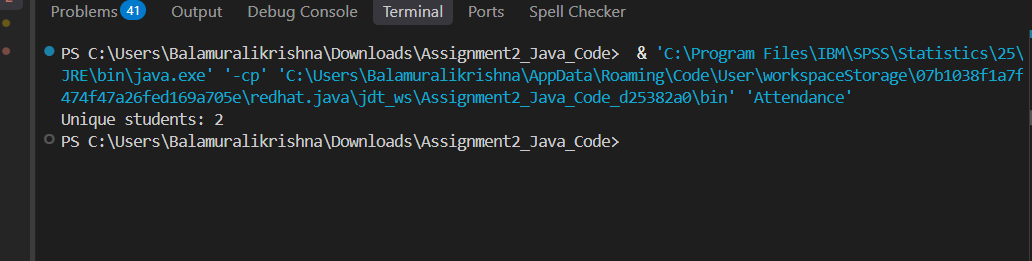 Problems 41 Output Debug Console Terminal Ports Spell Checker
PS C:\Users\Balamuralikrishna\Downloads\Assignment2_Java_Code>  & 'C:\Program Files\IBM\SPSS\Statistics\25\
JRE\bin\java.exe' '-cp' 'C:\Users\Balamuralikrishna\AppData\Roaming\Code\User\workspaceStorage\07b1038f1a7f
474f47a26fed169a705e\redhat.java\jdt_ws\Assignment2_Java_Code_d25382a0\bin' 'Attendance'
Unique students: 2
PS C:\Users\Balamuralikrishna\Downloads\Assignment2_Java_Code>